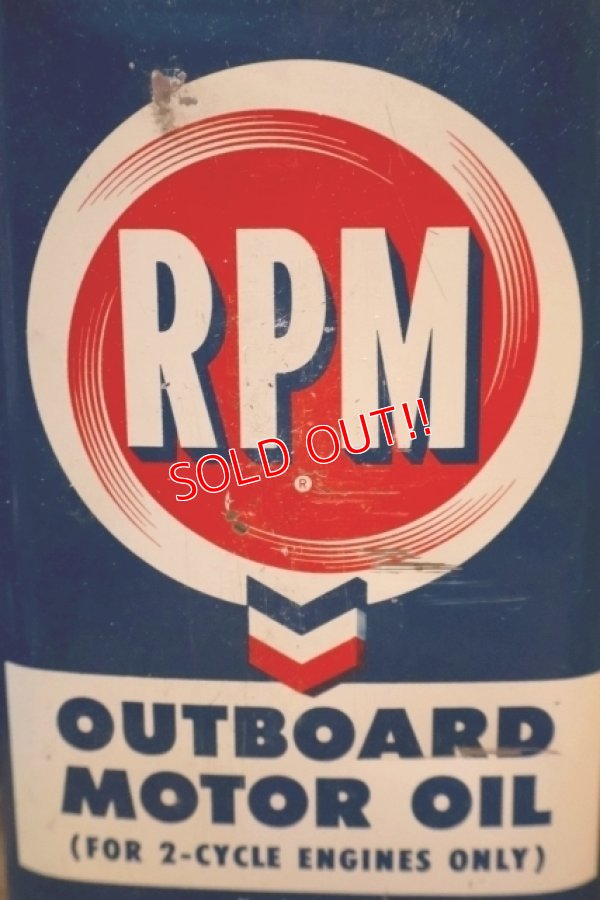 RPM
SOLD OUT!!
®
OUTBOARD
MOTOR OIL
(FOR 2-CYCLE ENGINES ONLY)